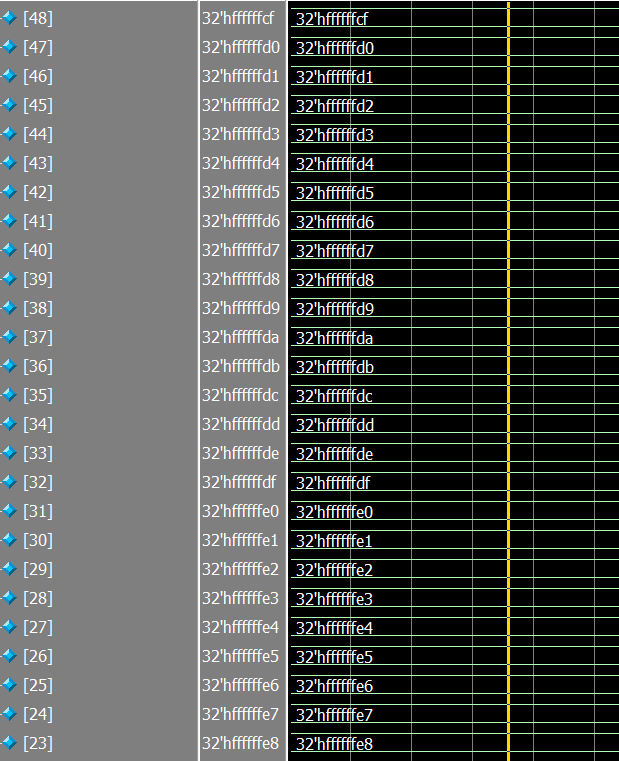 [48] 32'hffffffcf 32'hffffffcf
[47] 32'hffffffd0 32'hffffffd0
[46] 32'hffffffd1 32'hffffffd1
[45] 32'hffffffd2 32'hffffffd2
[44] 32'hffffffd3 32'hffffffd3
[43] 32'hffffffd4 32'hffffffd4
[42] 32'hffffffd5 32'hffffffd5
[41] 32'hffffffd6 32'hffffffd6
[40] 32'hffffffd7 32'hffffffd7
[39] 32'hffffffd8 32'hffffffd8
[38] 32'hffffffd9 32'hffffffd9
[37] 32'hffffffda 32'hffffffda
[36] 32'hffffffdb 32'hffffffdb
[35] 32'hffffffdc 32'hffffffdc
[34] 32'hffffffdd 32'hffffffdd
[33] 32'hffffffde 32'hffffffde
[32] 32'hffffffdf 32'hffffffdf
[31] 32'hffffffe0 32'hffffffe0
[30] 32'hffffffe1 32'hffffffe1
[29] 32'hffffffe2 32'hffffffe2
[28] 32'hffffffe3 32'hffffffe3
[27] 32'hffffffe4 32'hffffffe4
[26] 32'hffffffe5 32'hffffffe5
[25] 32'hffffffe6 32'hffffffe6
[24] 32'hffffffe7 32'hffffffe7
[23] 32'hffffffe8 32'hffffffe8